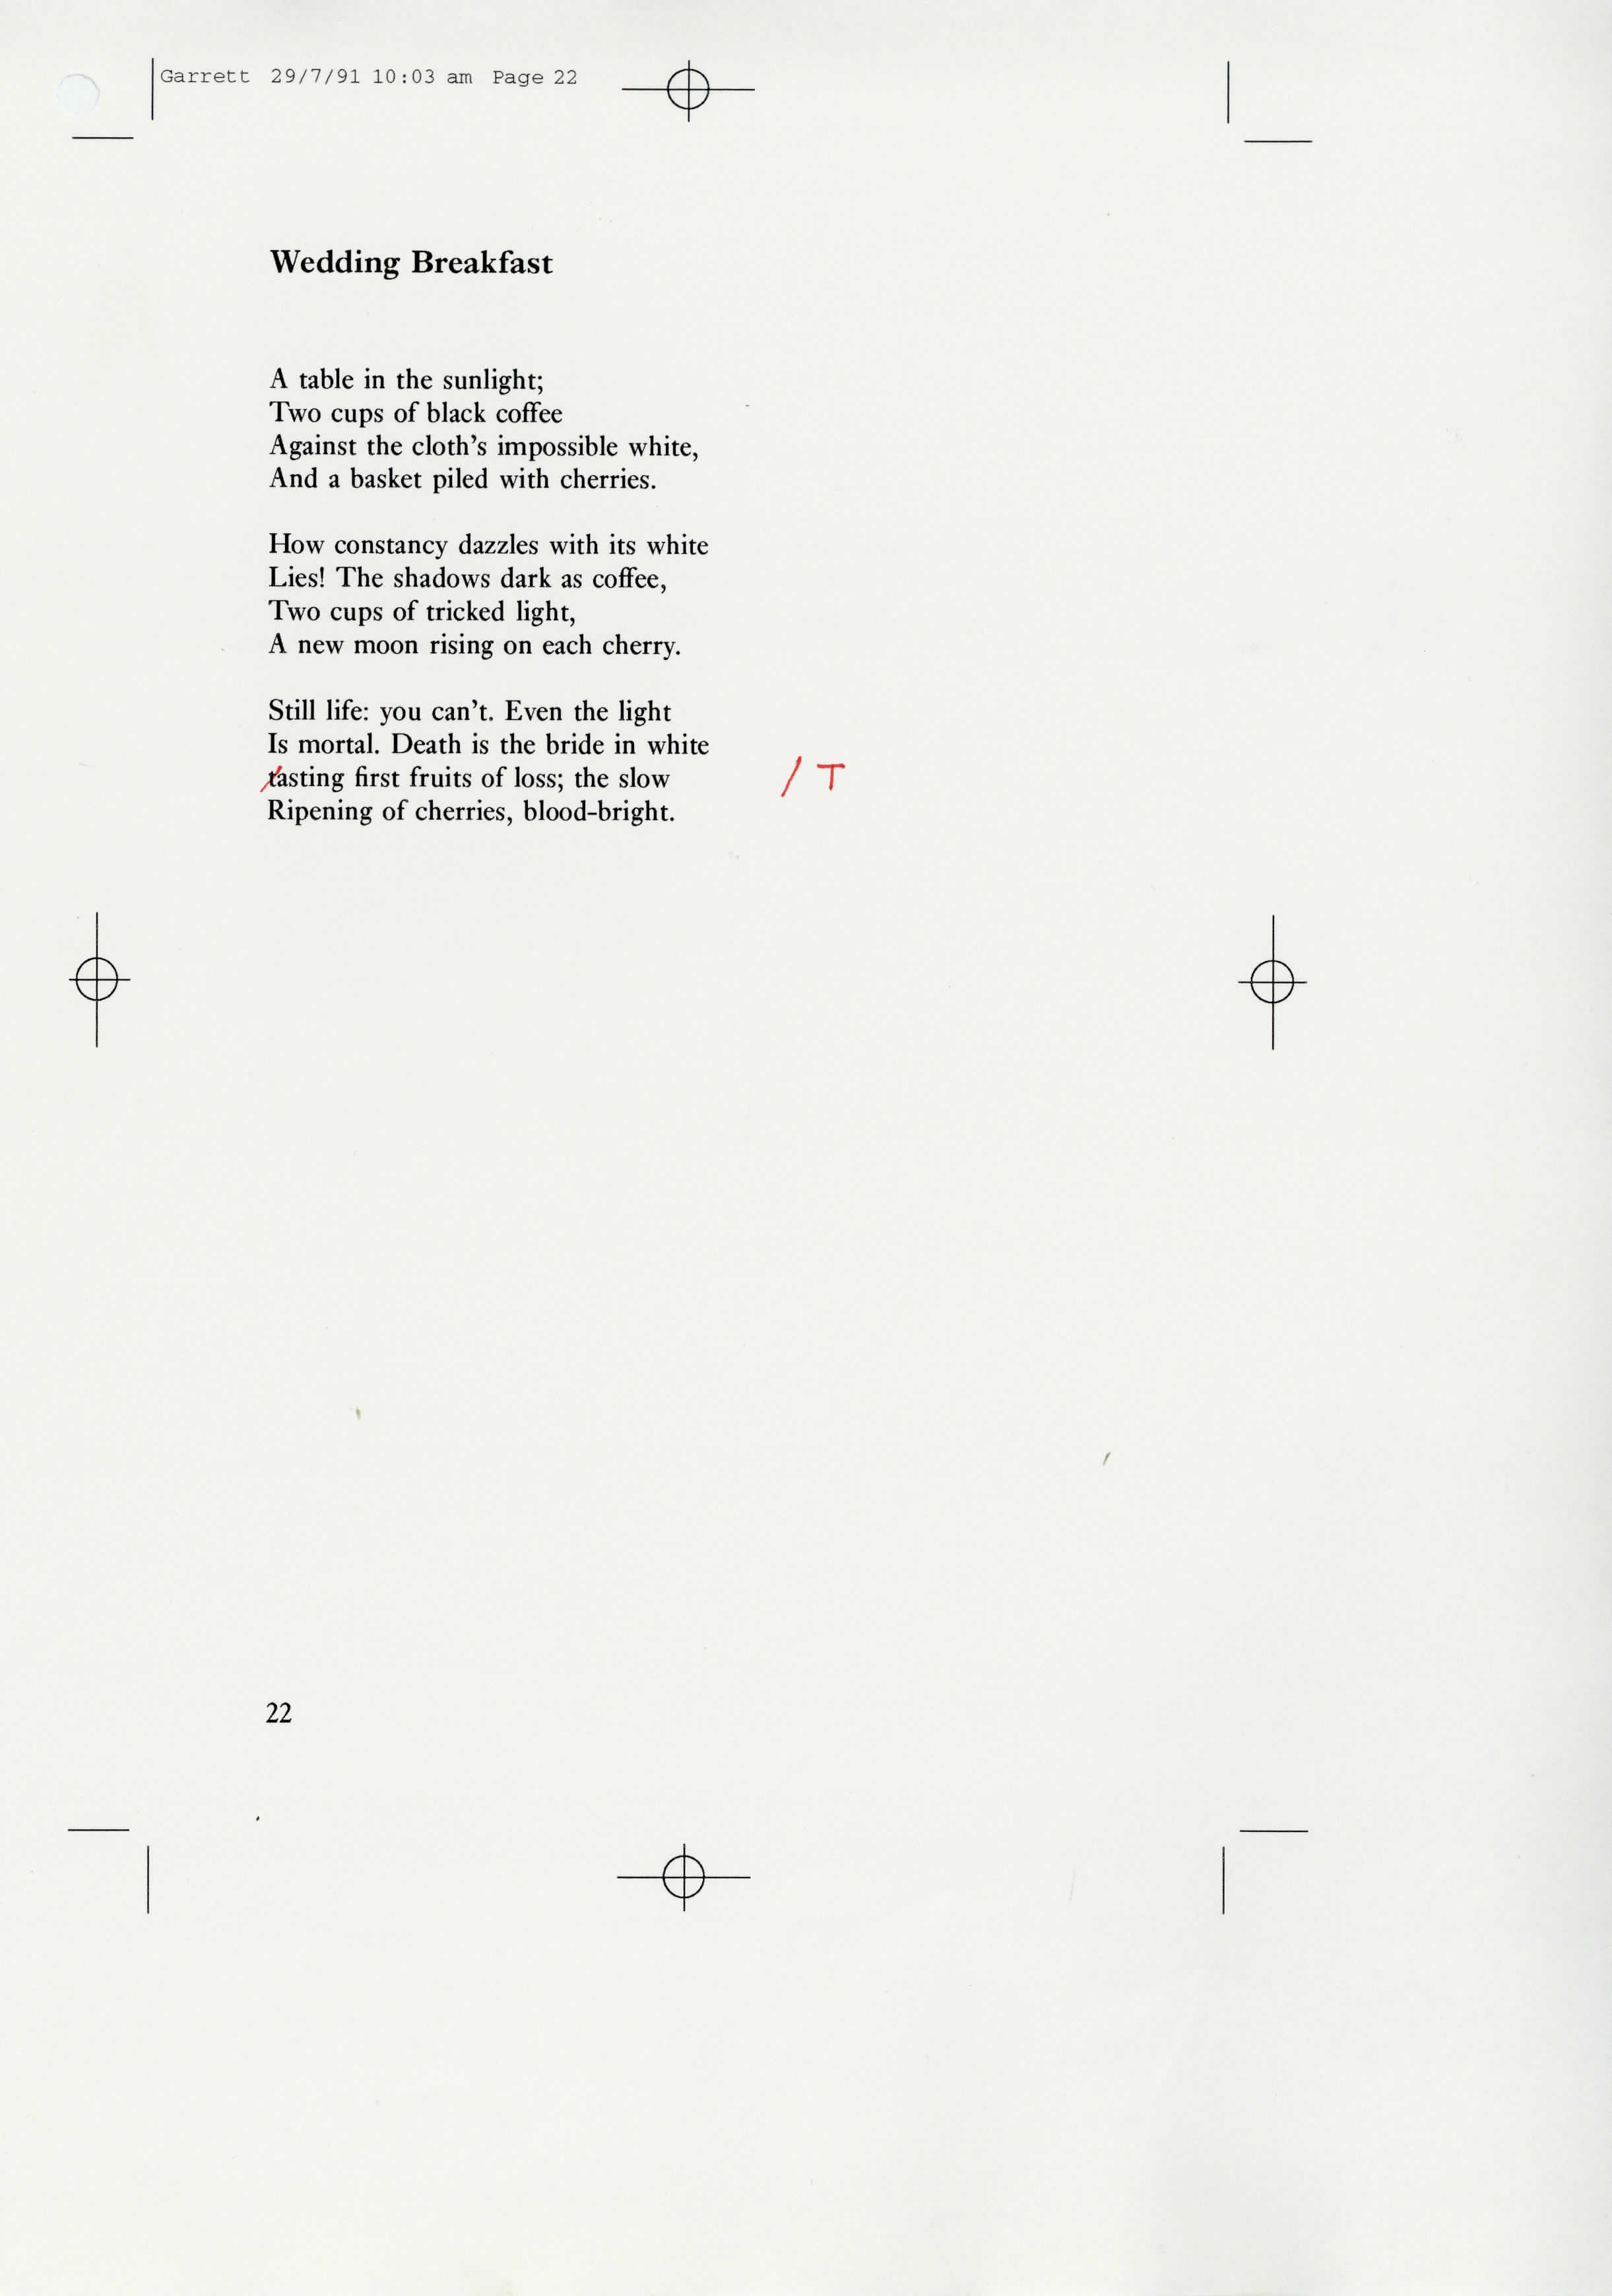 Garrett 29/7/91 10:03 am Page 22
Wedding Breakfast
A table in the sunlight;
Two cups of black coffee
Against the cloth's impossible white,
And a basket piled with cherries.
How constancy dazzles with its white
Lies! The shadows dark as coffee,
Two cups of tricked light,
A new moon rising on each cherry.
Still life: you can't. Even the light
Is mortal. Death is the bride in white
tasting first fruits of loss; the slow / T
Ripening of cherries, blood-bright.
22